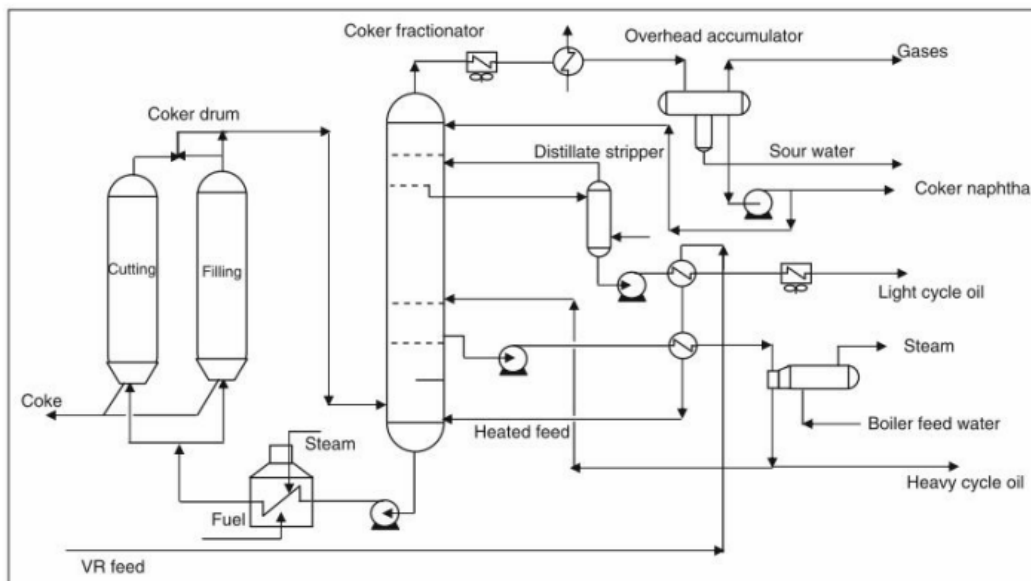 Coker fractionator
Overhead accumulator
Gases
Coker drum
Distillate stripper
Sour water
Coker naphtha
Cutting
Filling
Light cycle oil
Steam
Coke
Heated feed
Boiler feed water
Steam
Heavy cycle oil
Fuel
VR feed